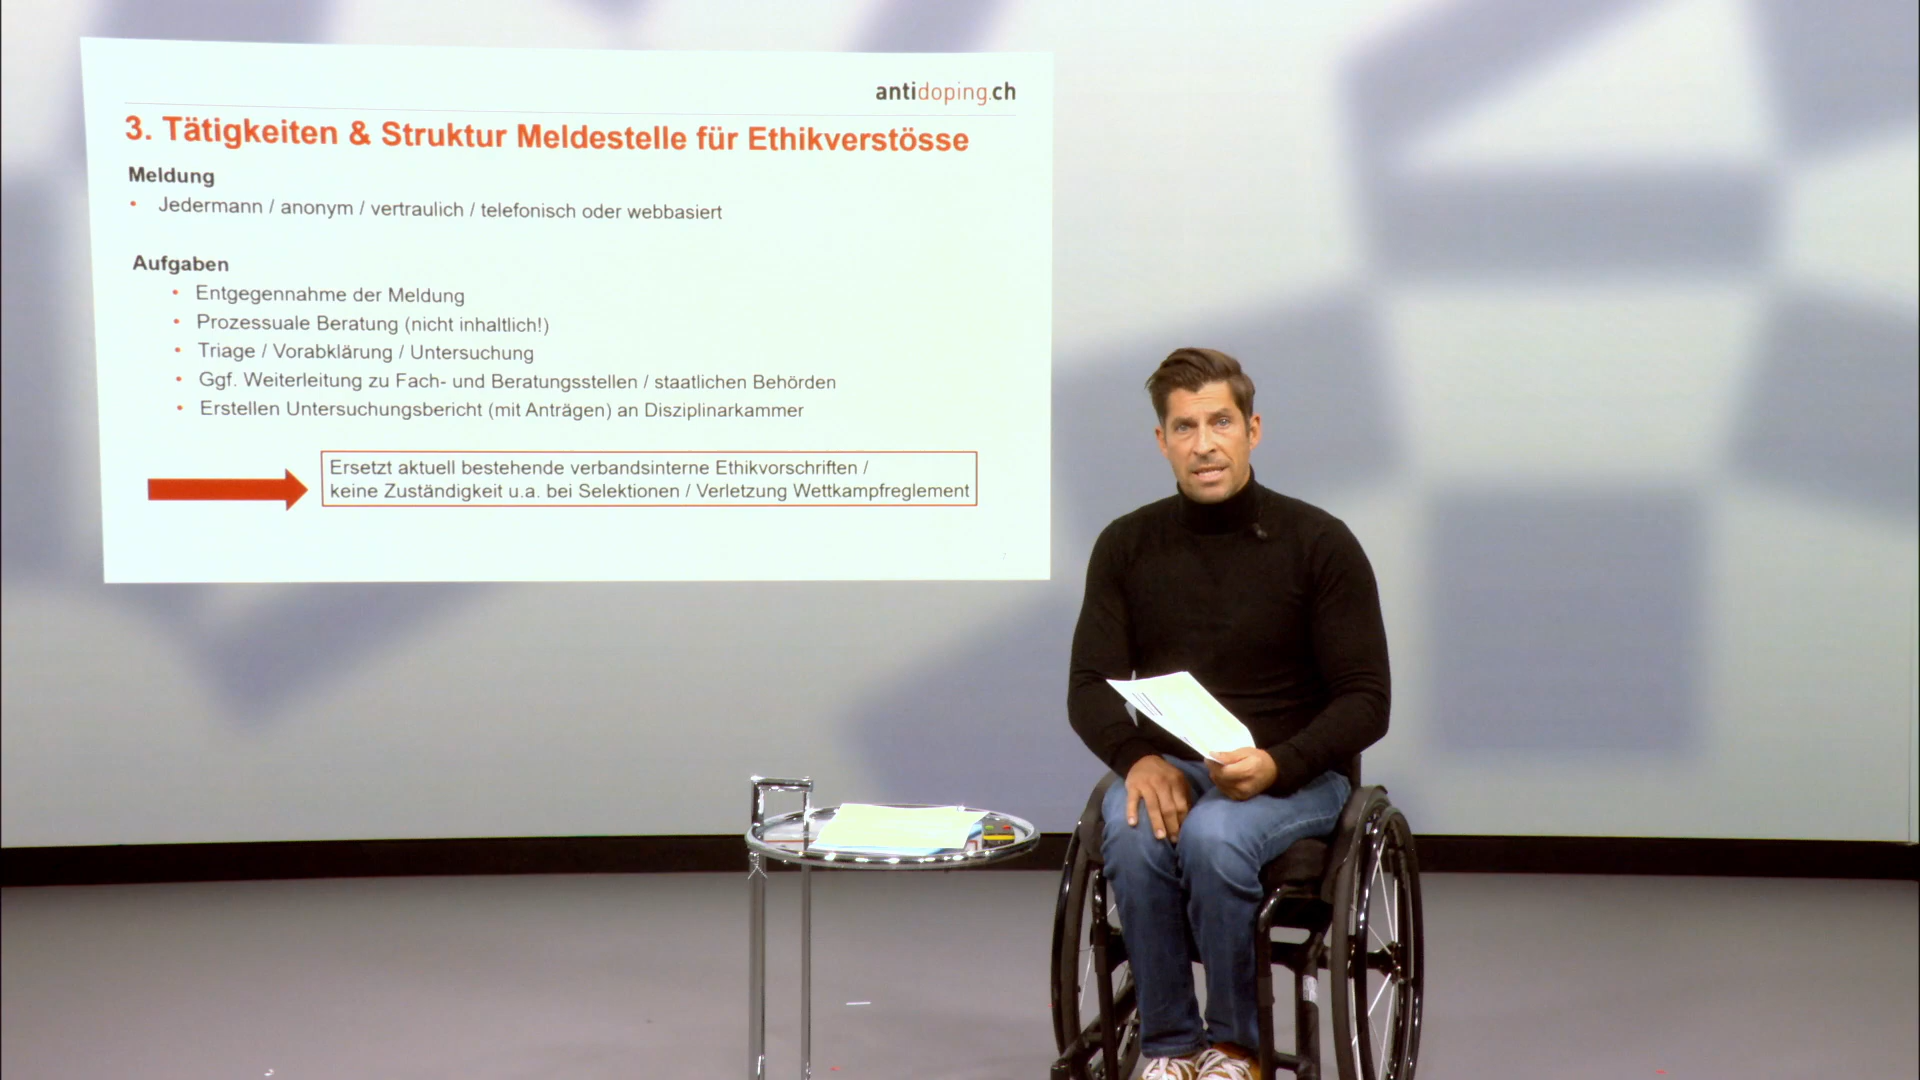 antidoping.ch
3. Tätigkeiten & Struktur Meldestelle für Ethikverstösse
Meldung
• Jedermann / anonym / vertraulich / telefonisch oder webbasiert
Aufgaben
• Entgegennahme der Meldung
• Prozessuale Beratung (nicht inhaltlich!)
• Triage / Vorabklärung / Untersuchung
• Ggf. Weiterleitung zu Fach- und Beratungsstellen / staatlichen Behörden
• Erstellen Untersuchungsbericht (mit Anträgen) an Disziplinarkammer
Ersetzt aktuell bestehende verbandsinterne Ethikvorschriften /
keine Zuständigkeit u.a. bei Selektionen / Verletzung Wettkampfreglement